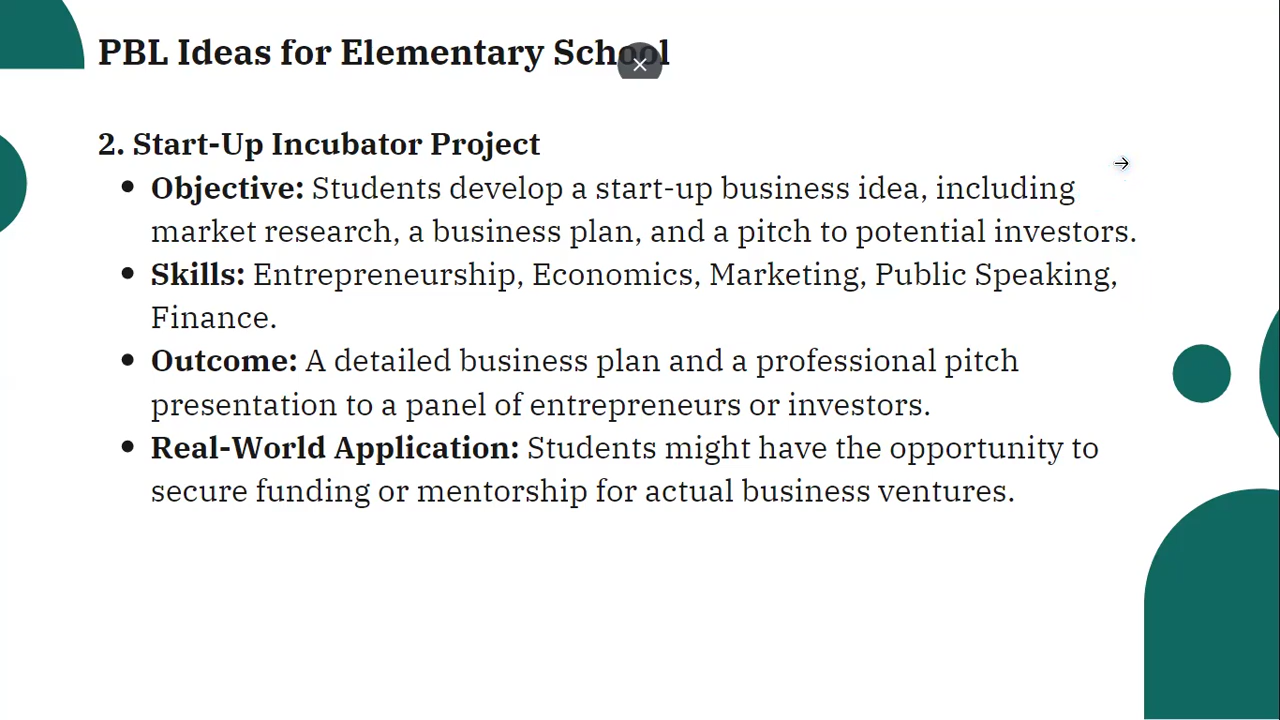 PBL Ideas for Elementary School
2. Start-Up Incubator Project
• Objective: Students develop a start-up business idea, including
market research, a business plan, and a pitch to potential investors.
• Skills: Entrepreneurship, Economics, Marketing, Public Speaking,
Finance.
• Outcome: A detailed business plan and a professional pitch
presentation to a panel of entrepreneurs or investors.
• Real-World Application: Students might have the opportunity to
secure funding or mentorship for actual business ventures.